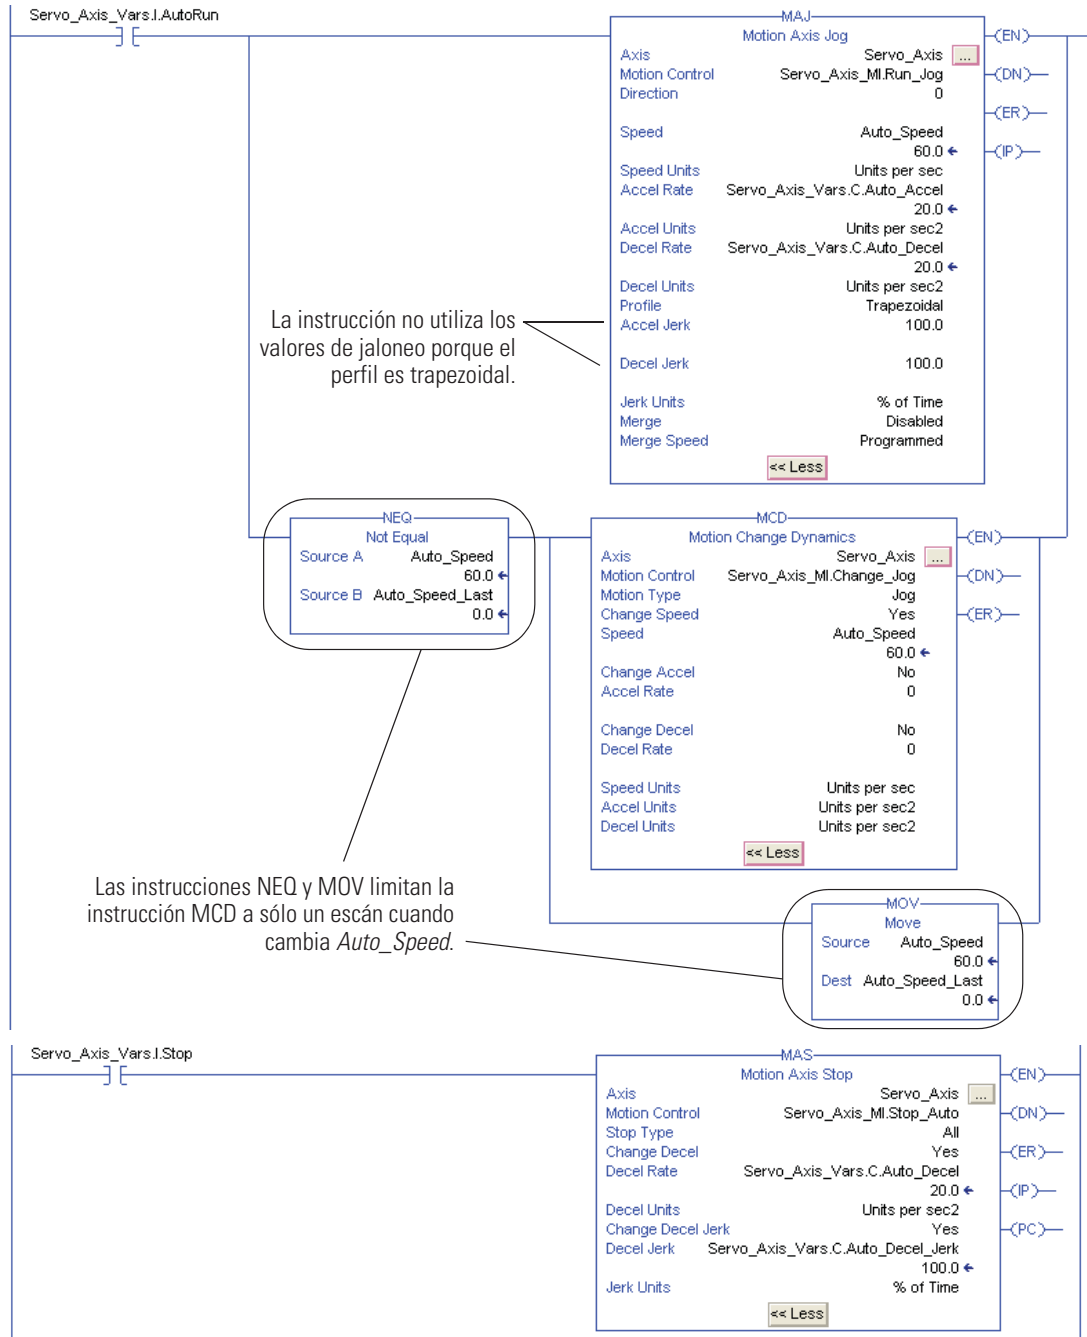 Servo_Axis_Vars.I.AutoRun
MAJ
Motion Axis Jog
Axis Servo_Axis ...
Motion Control Servo_Axis_MI.Run_Jog
Direction 0
Speed Auto_Speed
60.0
Speed Units Units per sec
Accel Rate Servo_Axis_Vars.C.Auto_Accel
20.0
Accel Units Units per sec2
Decel Rate Servo_Axis_Vars.C.Auto_Decel
20.0
Decel Units Units per sec2
Profile Trapezoidal
Accel Jerk 100.0
Decel Jerk 100.0
Jerk Units % of Time
Merge Disabled
Merge Speed Programmed
<< Less
EN
DN
ER
IP
La instrucción no utiliza los
valores de jaloneo porque el
perfil es trapezoidal.
NEQ
Not Equal
Source A Auto_Speed
60.0
Source B Auto_Speed_Last
0.0
MCD
Motion Change Dynamics
Axis Servo_Axis ...
Motion Control Servo_Axis_MI.Change_Jog
Motion Type Jog
Change Speed Yes
Speed Auto_Speed
60.0
Change Accel No
Accel Rate 0
Change Decel No
Decel Rate 0
Speed Units Units per sec
Accel Units Units per sec2
Decel Units Units per sec2
<< Less
EN
DN
ER
Las instrucciones NEQ y MOV limitan la
instrucción MCD a sólo un escán cuando
cambia Auto_Speed.
MOV
Move
Source Auto_Speed
60.0
Dest Auto_Speed_Last
0.0
Servo_Axis_Vars.I.Stop
MAS
Motion Axis Stop
Axis Servo_Axis ...
Motion Control Servo_Axis_MI.Stop_Auto
Stop Type All
Change Decel Yes
Decel Rate Servo_Axis_Vars.C.Auto_Decel
20.0
Decel Units Units per sec2
Change Decel Jerk Yes
Decel Jerk Servo_Axis_Vars.C.Auto_Decel_Jerk
100.0
Jerk Units % of Time
<< Less
EN
DN
ER
IP
PC